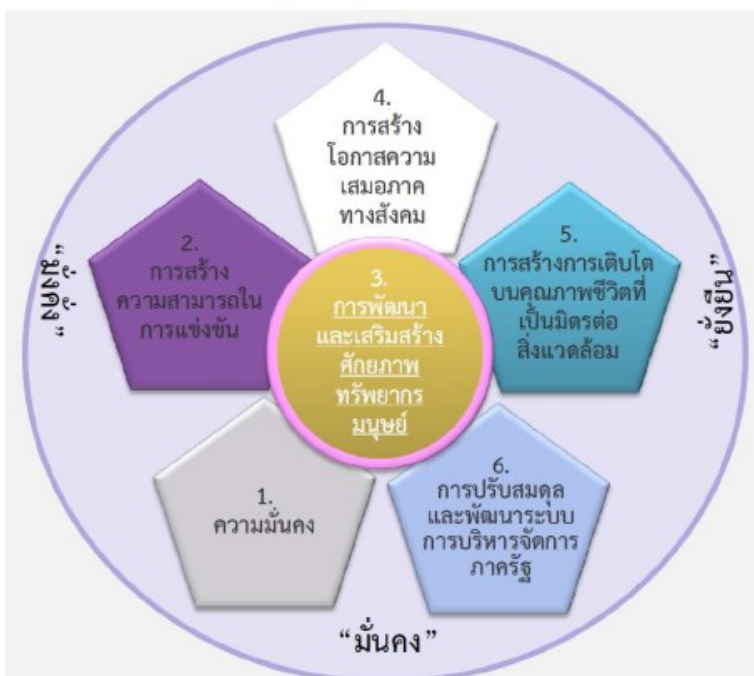 4.
การสร้าง
โอกาสความ
เสมอภาค
ทางสังคม
2.
การสร้าง
ความสามารถใน
การแข่งขัน
3.
การพัฒนา
และเสริมสร้าง
ศักยภาพ
ทรัพยากร
มนุษย์
5.
การสร้างการเติบโต
บนคุณภาพชีวิตที่
เป็นมิตรต่อ
สิ่งแวดล้อม
1.
ความมั่นคง
6.
การปรับสมดุล
และพัฒนาระบบ
การบริหารจัดการ
ภาครัฐ
“มั่งคั่ง”
“ยั่งยืน”
“มั่นคง”